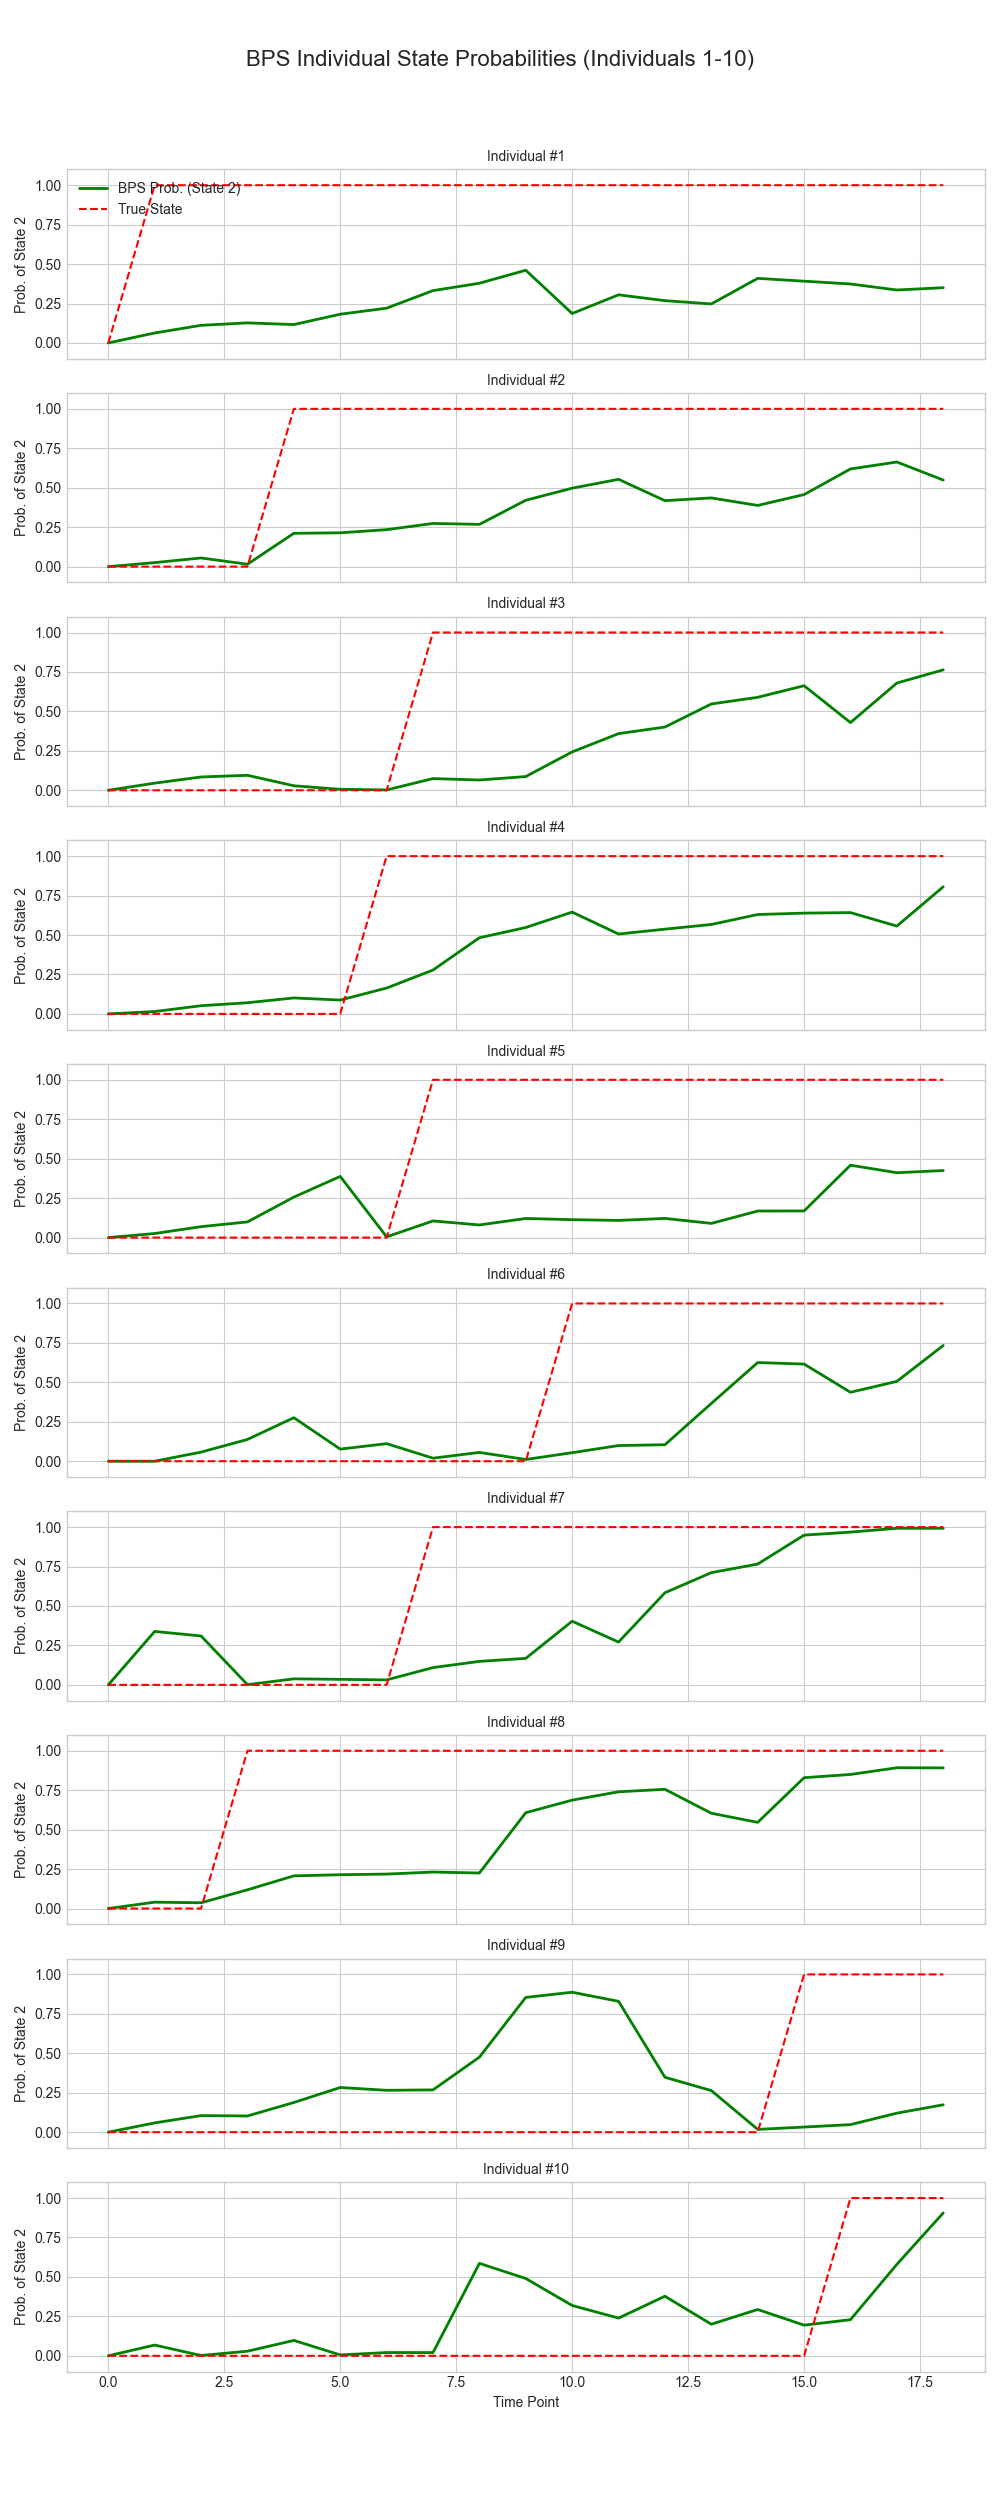 BPS Individual State Probabilities (Individuals 1-10)
Individual #1
1.00
0.75
0.50
0.25
0.00
Prob. of State 2
BPS Prob. (State 2)
True State
Individual #2
1.00
0.75
0.50
0.25
0.00
Prob. of State 2
Individual #3
1.00
0.75
0.50
0.25
0.00
Prob. of State 2
Individual #4
1.00
0.75
0.50
0.25
0.00
Prob. of State 2
Individual #5
1.00
0.75
0.50
0.25
0.00
Prob. of State 2
Individual #6
1.00
0.75
0.50
0.25
0.00
Prob. of State 2
Individual #7
1.00
0.75
0.50
0.25
0.00
Prob. of State 2
Individual #8
1.00
0.75
0.50
0.25
0.00
Prob. of State 2
Individual #9
1.00
0.75
0.50
0.25
0.00
Prob. of State 2
Individual #10
1.00
0.75
0.50
0.25
0.00
Prob. of State 2
0.0 2.5 5.0 7.5 10.0 12.5 15.0 17.5
Time Point